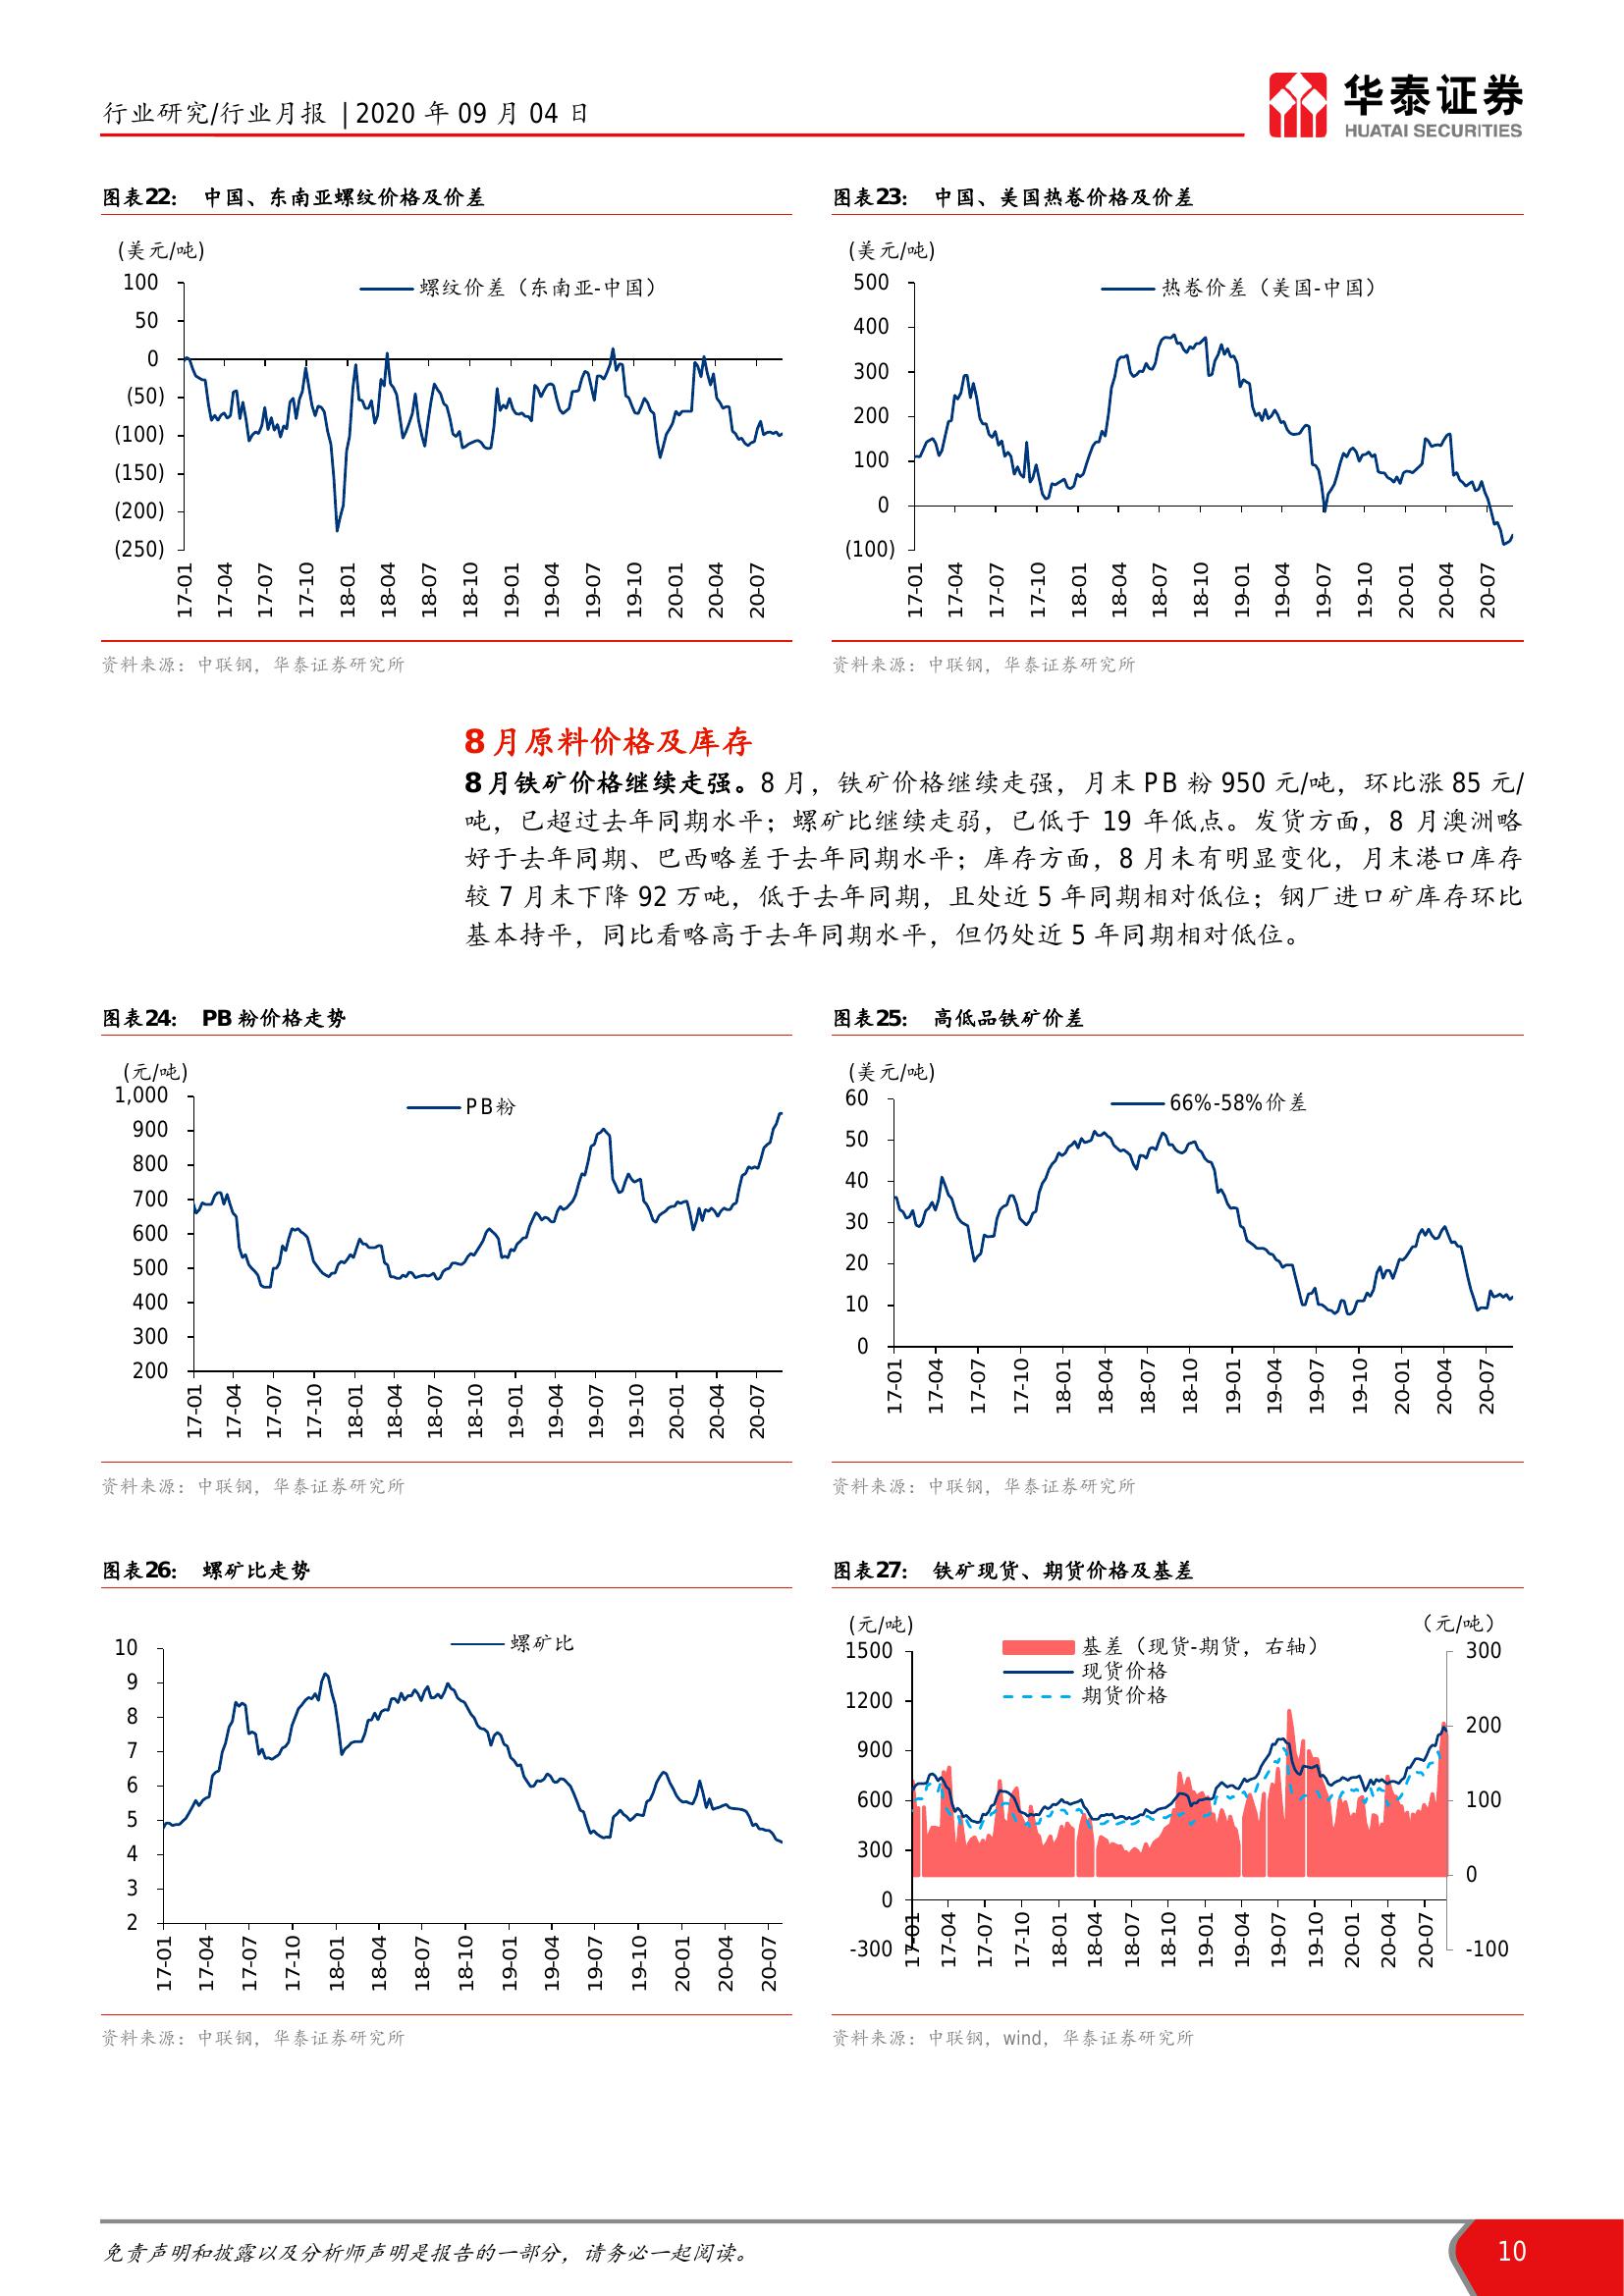 行业研究/行业月报 | 2020 年 09 月 04 日
华泰证券
HUATAI SECURITIES
图表22： 中国、东南亚螺纹价格及价差
(美元/吨)
螺纹价差（东南亚-中国）
100
50
0
(50)
(100)
(150)
(200)
(250)
17-01 17-04 17-07 17-10 18-01 18-04 18-07 18-10 19-01 19-04 19-07 19-10 20-01 20-04 20-07
资料来源：中联钢，华泰证券研究所
图表23： 中国、美国热卷价格及价差
(美元/吨)
热卷价差（美国-中国）
500
400
300
200
100
0
(100)
17-01 17-04 17-07 17-10 18-01 18-04 18-07 18-10 19-01 19-04 19-07 19-10 20-01 20-04 20-07
资料来源：中联钢，华泰证券研究所
8 月原料价格及库存
8 月铁矿价格继续走强。8 月，铁矿价格继续走强，月末 PB 粉 950 元/吨，环比涨 85 元/
吨，已超过去年同期水平；螺矿比继续走弱，已低于 19 年低点。发货方面，8 月澳洲略
好于去年同期、巴西略差于去年同期水平；库存方面，8 月未有明显变化，月末港口库存
较 7 月末下降 92 万吨，低于去年同期，且处近 5 年同期相对低位；钢厂进口矿库存环比
基本持平，同比看略高于去年同期水平，但仍处近 5 年同期相对低位。
图表24： PB 粉价格走势
(元/吨)
PB粉
1,000
900
800
700
600
500
400
300
200
17-01 17-04 17-07 17-10 18-01 18-04 18-07 18-10 19-01 19-04 19-07 19-10 20-01 20-04 20-07
资料来源：中联钢，华泰证券研究所
图表25： 高低品铁矿价差
(美元/吨)
66%-58%价差
60
50
40
30
20
10
0
17-01 17-04 17-07 17-10 18-01 18-04 18-07 18-10 19-01 19-04 19-07 19-10 20-01 20-04 20-07
资料来源：中联钢，华泰证券研究所
图表26： 螺矿比走势
螺矿比
10
9
8
7
6
5
4
3
2
17-01 17-04 17-07 17-10 18-01 18-04 18-07 18-10 19-01 19-04 19-07 19-10 20-01 20-04 20-07
资料来源：中联钢，华泰证券研究所
图表27： 铁矿现货、期货价格及基差
(元/吨) （元/吨）
基差（现货-期货，右轴）
现货价格
期货价格
1500
1200
900
600
300
0
-300
300
200
100
0
-100
17-01 17-04 17-07 17-10 18-01 18-04 18-07 18-10 19-01 19-04 19-07 19-10 20-01 20-04 20-07
资料来源：中联钢，wind，华泰证券研究所
免责声明和披露以及分析师声明是报告的一部分，请务必一起阅读。
10